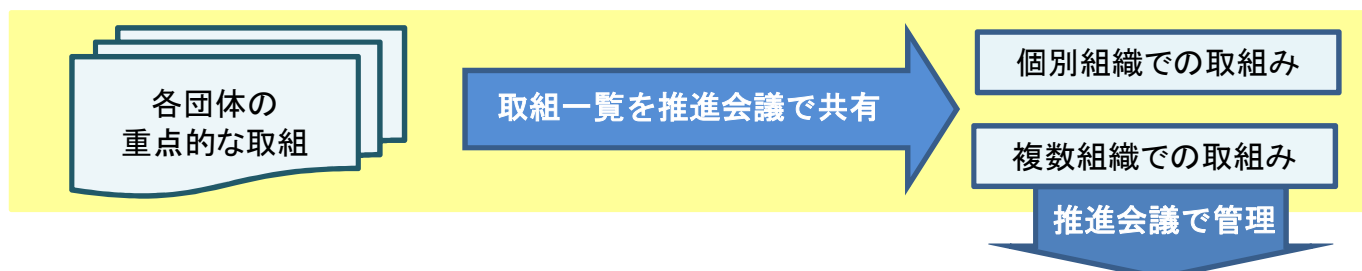 各団体の
重点的な取組
取組一覧を推進会議で共有
個別組織での取組み
複数組織での取組み
推進会議で管理